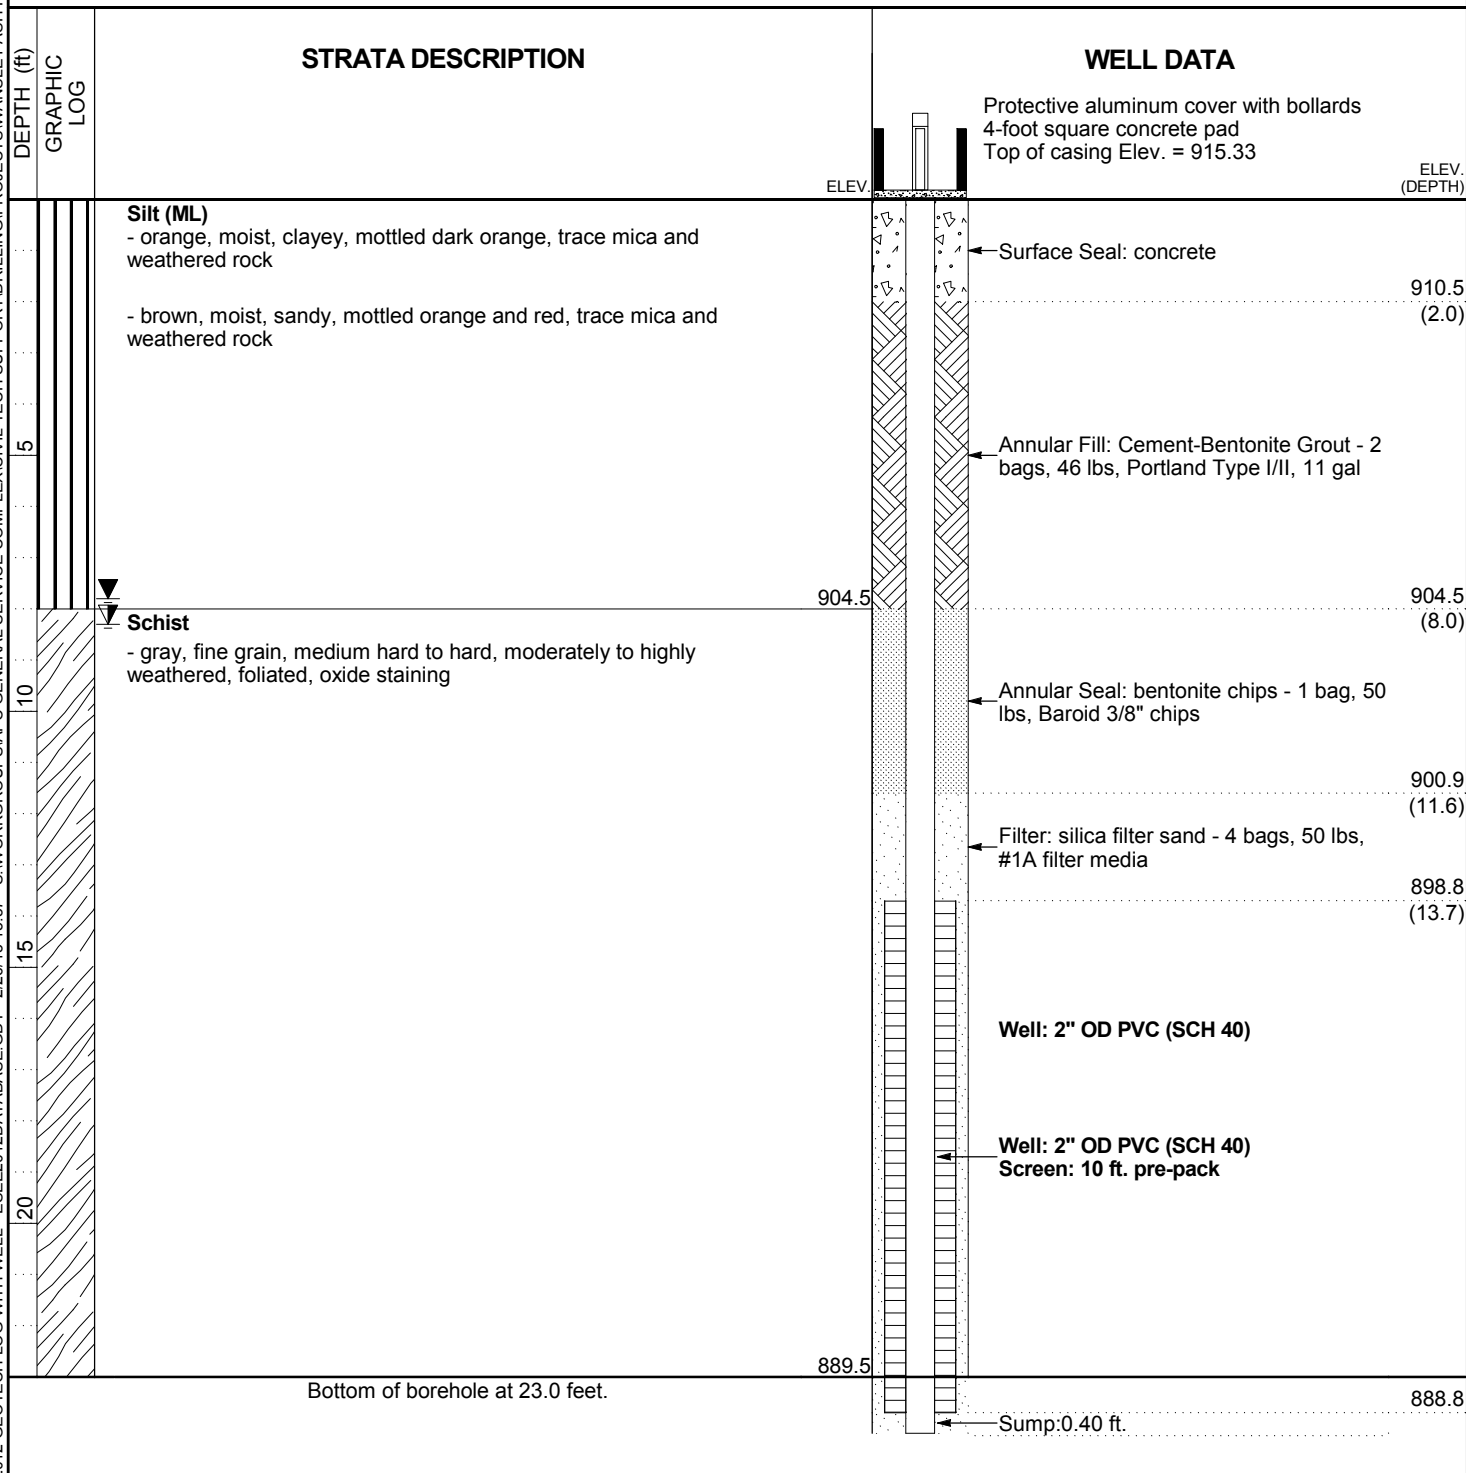 DEPTH (ft)
GRAPHIC
LOG
STRATA DESCRIPTION
ELEV.
WELL DATA
Protective aluminum cover with bollards
4-foot square concrete pad
Top of casing Elev. = 915.33
ELEV.
(DEPTH)
Silt (ML)
- orange, moist, clayey, mottled dark orange, trace mica and
weathered rock
Surface Seal: concrete
910.5
(2.0)
- brown, moist, sandy, mottled orange and red, trace mica and
weathered rock
5
Annular Fill: Cement-Bentonite Grout - 2
bags, 46 lbs, Portland Type I/II, 11 gal
904.5
904.5
(8.0)
Schist
- gray, fine grain, medium hard to hard, moderately to highly
weathered, foliated, oxide staining
10
Annular Seal: bentonite chips - 1 bag, 50
lbs, Baroid 3/8" chips
900.9
(11.6)
Filter: silica filter sand - 4 bags, 50 lbs,
#1A filter media
898.8
(13.7)
15
Well: 2" OD PVC (SCH 40)
Well: 2" OD PVC (SCH 40)
Screen: 10 ft. pre-pack
20
889.5
Bottom of borehole at 23.0 feet.
888.8
Sump:0.40 ft.